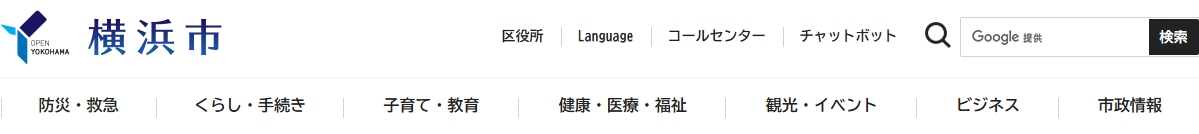 OPEN
YOKOHAMA
横浜市
区役所 Language コールセンター チャットボット Google 提供 検索
防災・救急 くらし・手続き 子育て・教育 健康・医療・福祉 観光・イベント ビジネス 市政情報